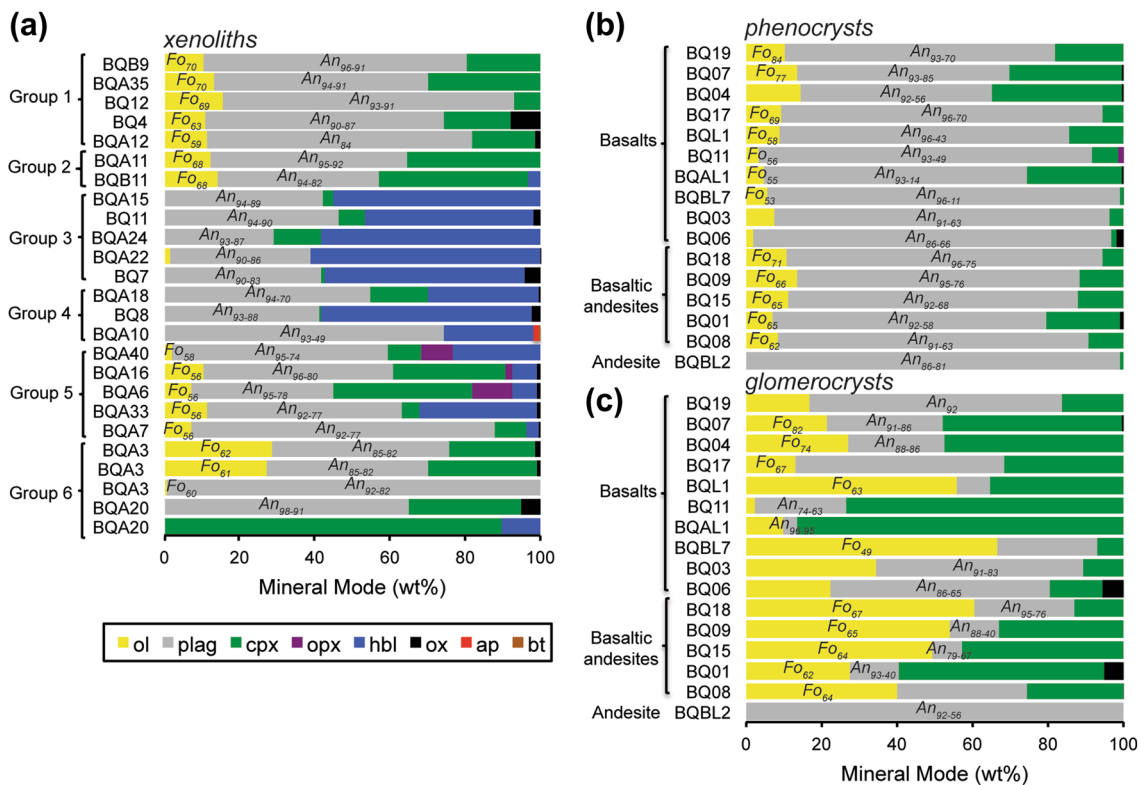 (a)
xenoliths
Group 1
BQB9 Fo70 An96-91
BQA35 Fo70 An94-91
BQ12 Fo69 An93-91
BQ4 Fo63 An90-87
BQA12 Fo59 An84
Group 2
BQA11 Fo68 An95-92
BQB11 Fo68 An94-82
Group 3
BQA15 An94-89
BQ11 An94-90
BQA24 An93-87
BQA22 An90-86
BQ7 An90-83
Group 4
BQA18 An94-70
BQ8 An93-88
BQA10 An93-49
Group 5
BQA40 Fo58 An95-74
BQA16 Fo56 An96-80
BQA6 Fo56 An95-78
BQA33 Fo56 An92-77
BQA7 Fo56 An92-77
Group 6
BQA3 Fo62 An85-82
BQA3 Fo61 An85-82
BQA3 Fo60 An92-82
BQA20 An98-91
BQA20
0 20 40 60 80 100
Mineral Mode (wt%)
ol plag cpx opx hbl ox ap bt
(b)
phenocrysts
Basalts
BQ19 Fo84 An93-70
BQ07 Fo77 An93-85
BQ04 An92-56
BQ17 Fo69 An96-70
BQL1 Fo58 An96-43
BQ11 Fo56 An93-49
BQAL1 Fo55 An93-14
BQBL7 Fo53 An96-11
BQ03 An91-63
BQ06 An86-66
Basaltic
andesites
BQ18 Fo71 An96-75
BQ09 Fo66 An95-76
BQ15 Fo65 An92-68
BQ01 Fo65 An92-58
BQ08 Fo62 An91-63
Andesite BQBL2 An86-81
(c)
glomerocrysts
Basalts
BQ19 An92
BQ07 Fo82 An91-86
BQ04 Fo74 An88-86
BQ17 Fo67
BQL1 Fo63
BQ11 An74-63
BQAL1 An96-95
BQBL7 Fo49
BQ03 An91-83
BQ06 An86-65
Basaltic
andesites
BQ18 Fo67 An95-76
BQ09 Fo65 An88-40
BQ15 Fo64 An79-67
BQ01 Fo62 An93-40
BQ08 Fo64
Andesite BQBL2 An92-56
0 20 40 60 80 100
Mineral Mode (wt%)